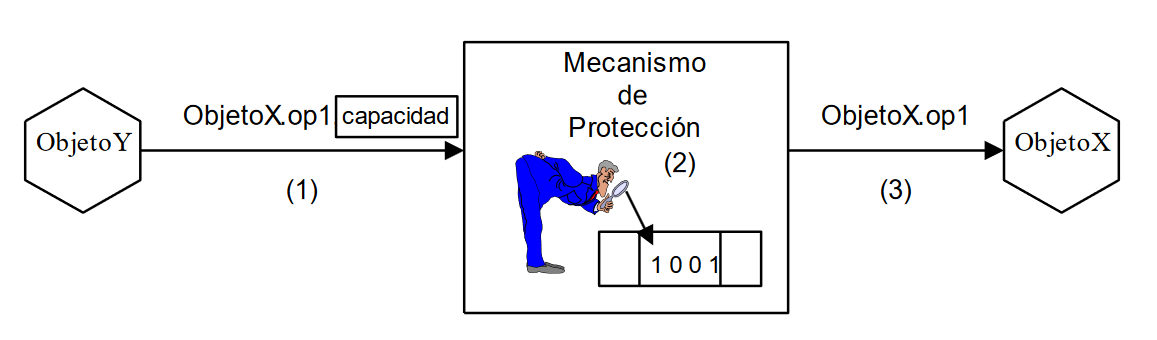 Mecanismo
de
Protección
(2)
ObjetoY
ObjetoX.op1 capacidad
(1)
1 0 0 1
ObjetoX.op1
(3)
ObjetoX